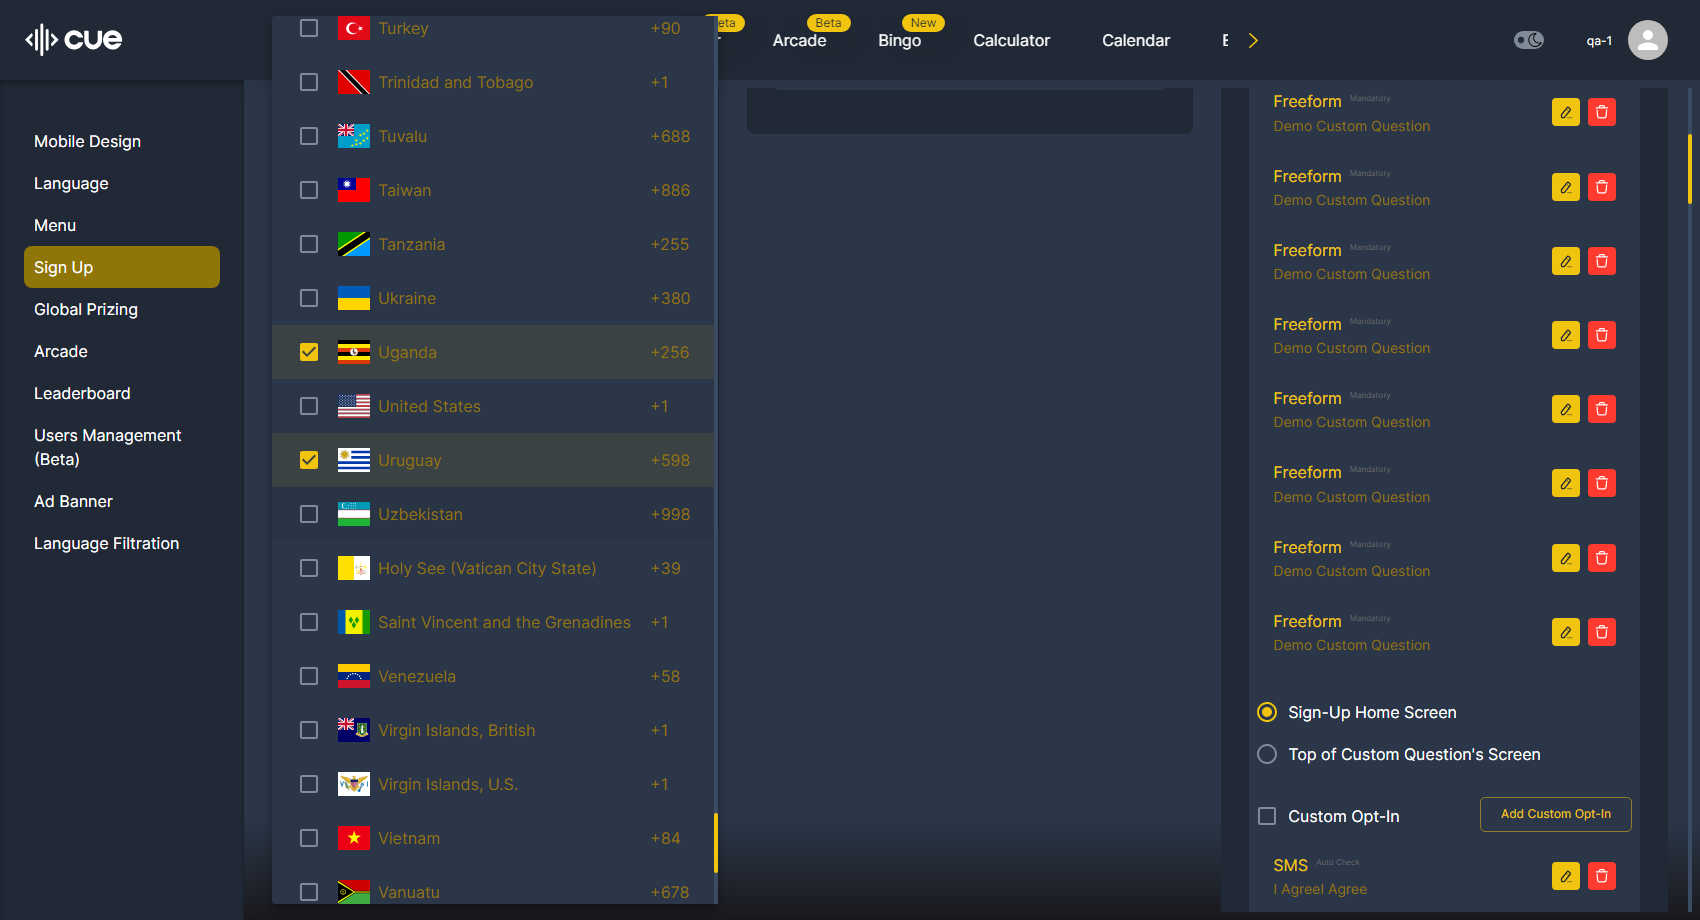 cue
Beta
Arcade
Beta
Bingo
New
Calculator
Calendar
qa-1
Mobile Design
Language
Menu
Sign Up
Global Prizing
Arcade
Leaderboard
Users Management
(Beta)
Ad Banner
Language Filtration
Turkey +90
Trinidad and Tobago +1
Tuvalu +688
Taiwan +886
Tanzania +255
Ukraine +380
Uganda +256
United States +1
Uruguay +598
Uzbekistan +998
Holy See (Vatican City State) +39
Saint Vincent and the Grenadines +1
Venezuela +58
Virgin Islands, British +1
Virgin Islands, U.S. +1
Vietnam +84
Vanuatu +678
Freeform Mandatory
Demo Custom Question
Freeform Mandatory
Demo Custom Question
Freeform Mandatory
Demo Custom Question
Freeform Mandatory
Demo Custom Question
Freeform Mandatory
Demo Custom Question
Freeform Mandatory
Demo Custom Question
Freeform Mandatory
Demo Custom Question
Freeform Mandatory
Demo Custom Question
Sign-Up Home Screen
Top of Custom Question's Screen
Custom Opt-In
Add Custom Opt-In
SMS Auto Check
I AgreeI Agree